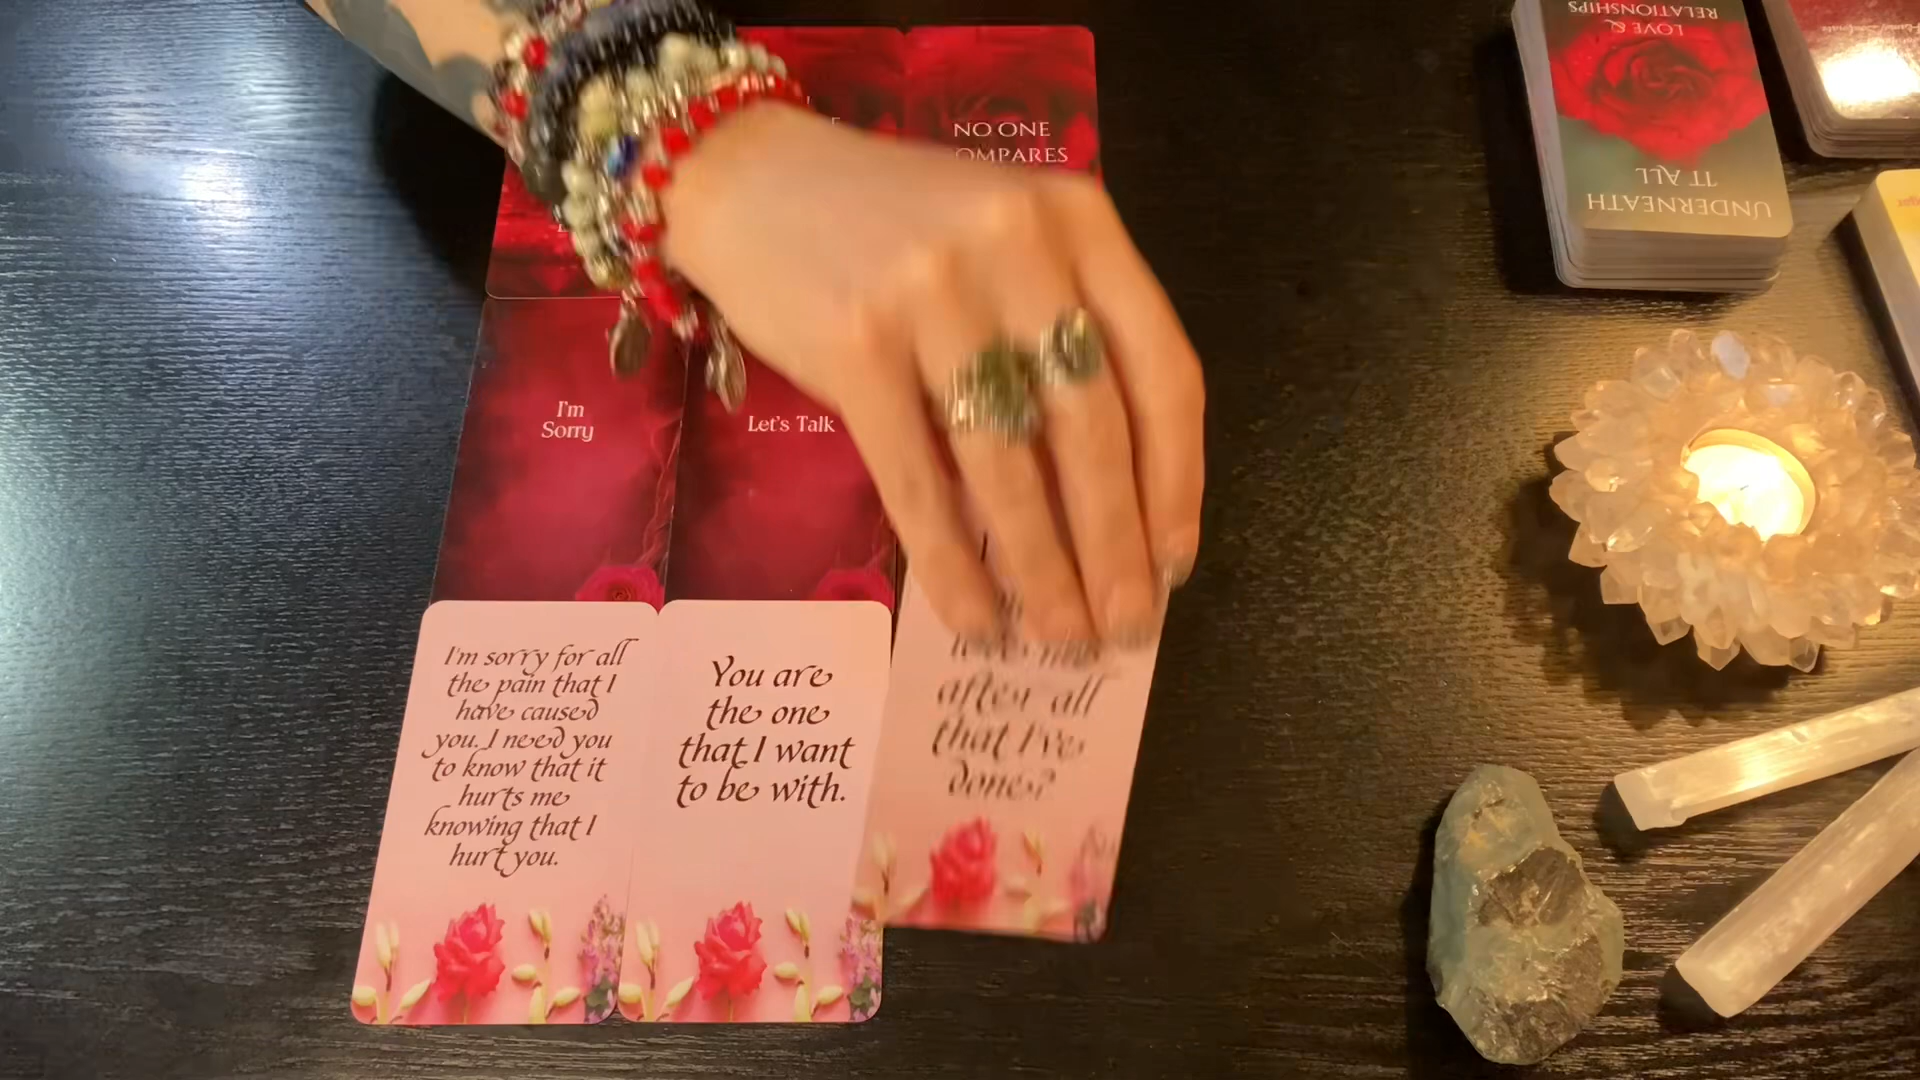 NO ONE
COMPARES
I'm
Sorry
Let's Talk
I'm sorry for all
the pain that I
have caused
you. I need you
to know that it
hurts me
knowing that I
hurt you.
You are
the one
that I want
to be with.
after all
that I've
done?
LOVE &
RELATIONSHIPS
UNDERNEATH
IT ALL